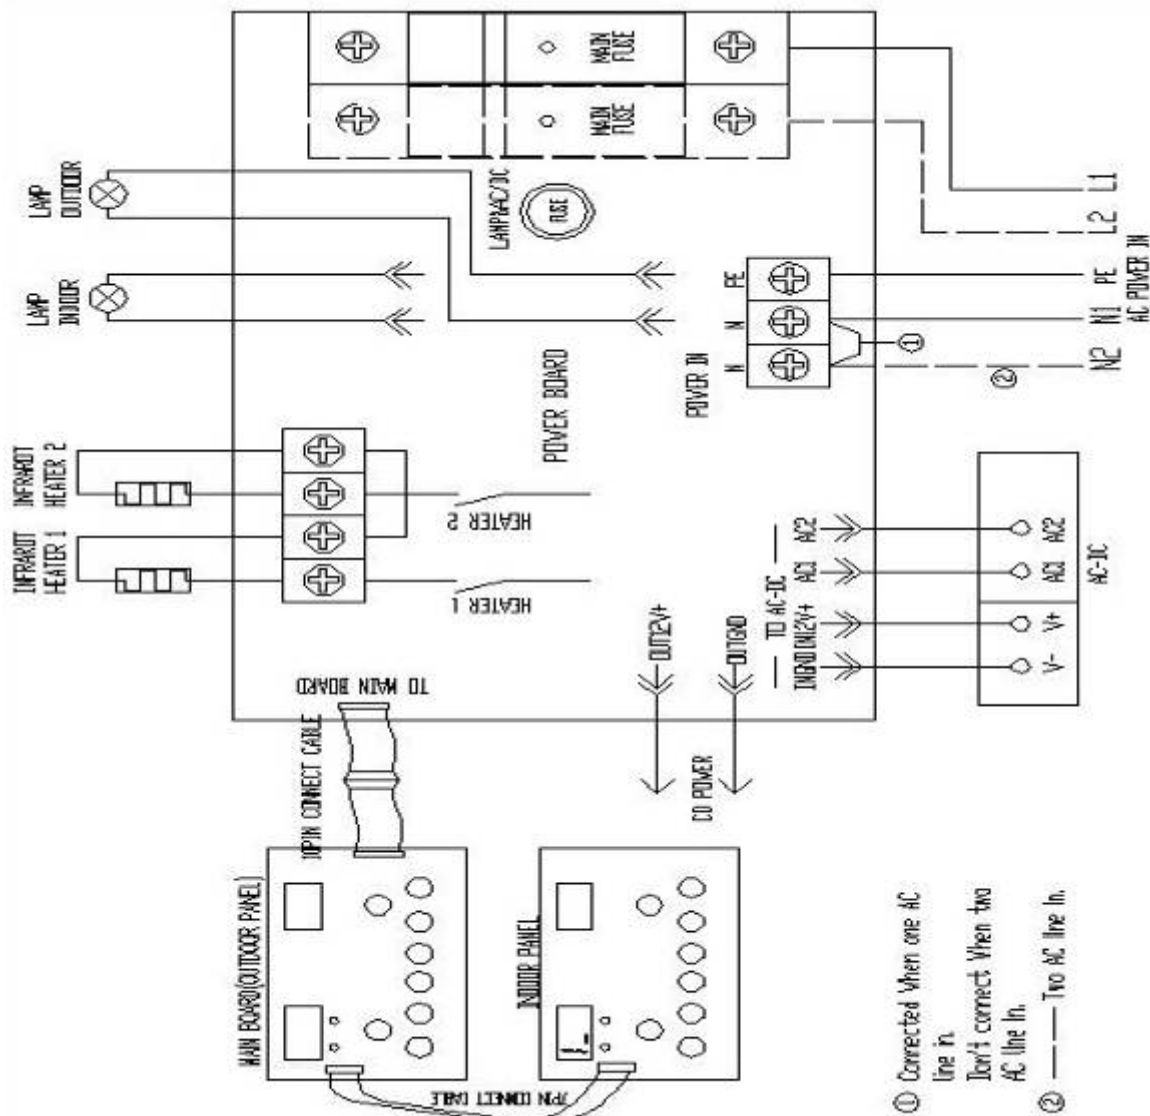 LAMP
OUTDOOR
LAMP
INDOOR
INFRAROT
HEATER 2
INFRAROT
HEATER 1
MAIN
FUSE
MAIN
FUSE
LAMP&AC/DC
FUSE
POWER BOARD
HEATER 2
HEATER 1
POWER IN
PE
N
N
L1
L2
PE
N1
N2
AC POWER IN
①
②
TO AC-DC
AC2
AC1
IN12V+
INGND
AC2
AC1
V+
V-
AC-DC
OUT12V+
OUTGND
CD POWER
TO MAIN BOARD
10PIN CONNECT CABLE
MAIN BOARD(OUTDOOR PANEL)
INDOOR PANEL
7PIN CONNECT CABLE
① Connected When one AC
line in.
Don't connect When two
AC line In.
② Two AC line In.